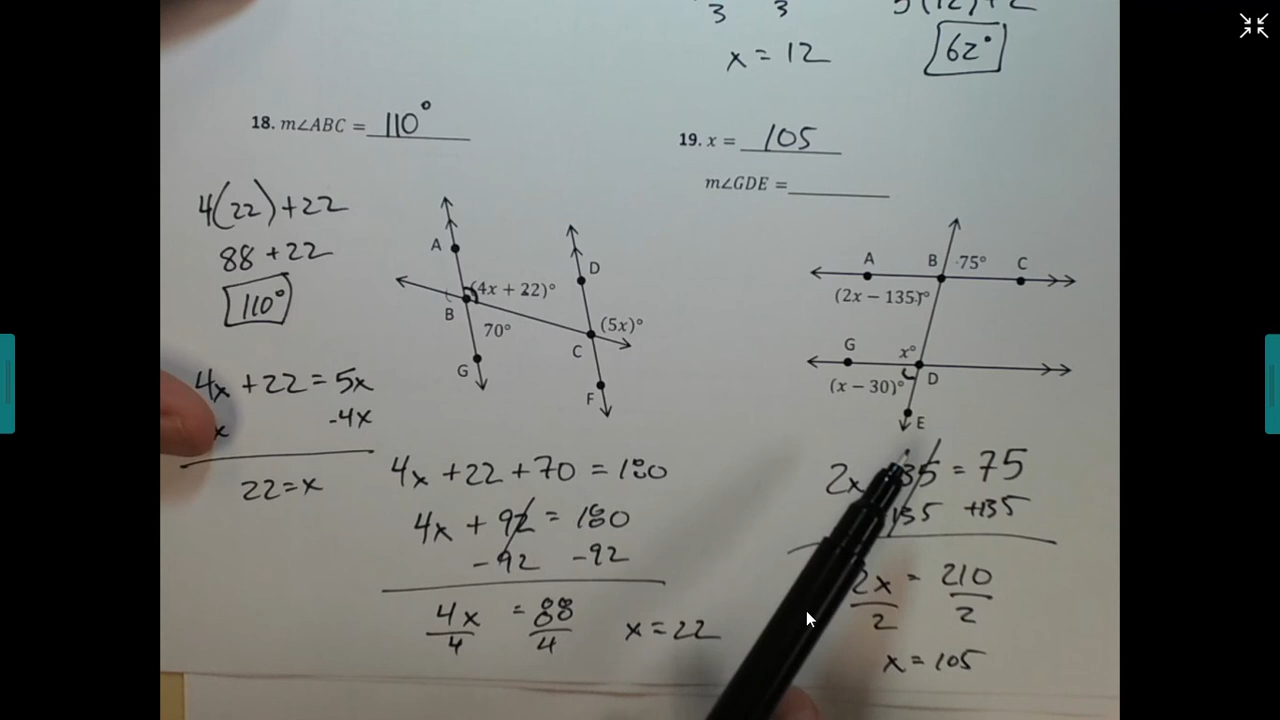 3 3
x = 12
62°
18. m∠ABC = 110°
4(22)+22
88 + 22
110°
4x + 22 = 5x
-4x
22 = x
A
D
(4x + 22)°
B
70°
(5x)°
C
G
F
4x + 22 + 70 = 180
4x + 92 = 180
- 92 - 92
4x = 88
4 4
x = 22
19. x = 105
m∠GDE =
A B 75° C
(2x − 135)°
G x°
(x − 30)° D
E
2x 135 = 75
135 +135
2x = 210
2 2
x = 105